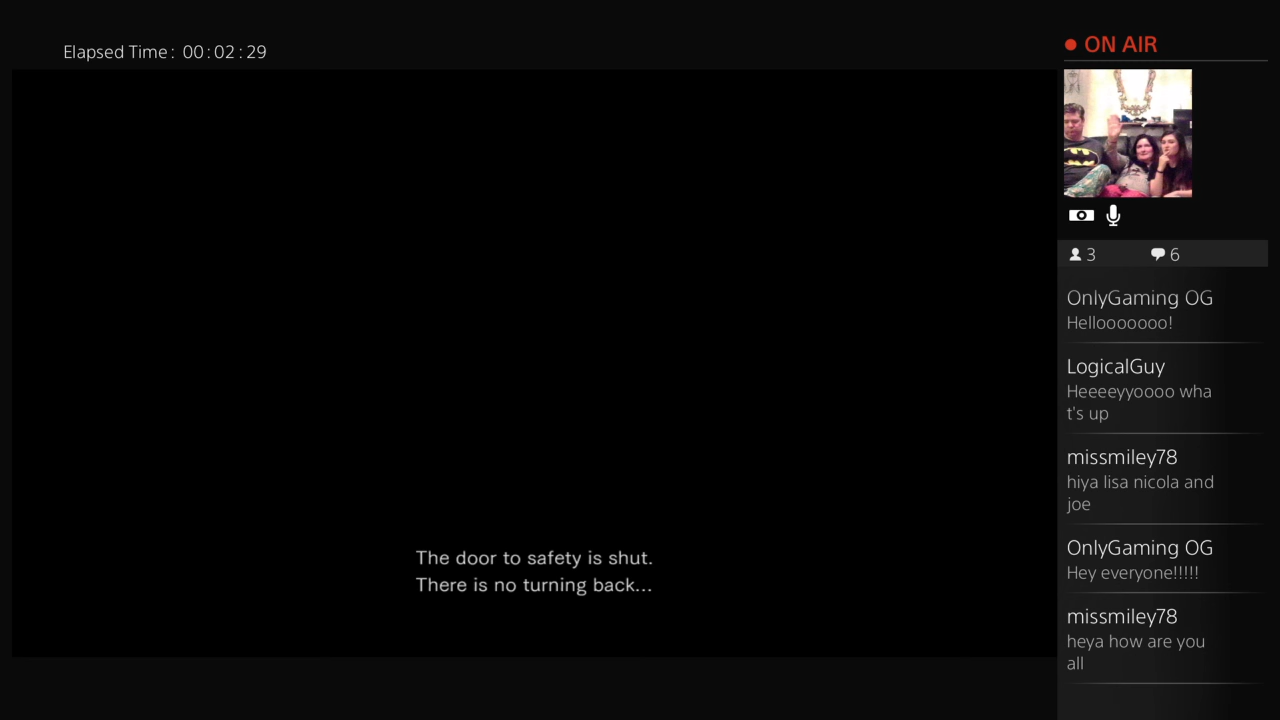 Elapsed Time: 00:02:29
ON AIR
3 6
OnlyGaming OG
Hellooooooo!
LogicalGuy
Heeeeyyoooo wha
t's up
missmiley78
hiya lisa nicola and
joe
OnlyGaming OG
Hey everyone!!!!!
missmiley78
heya how are you
all
The door to safety is shut.
There is no turning back...